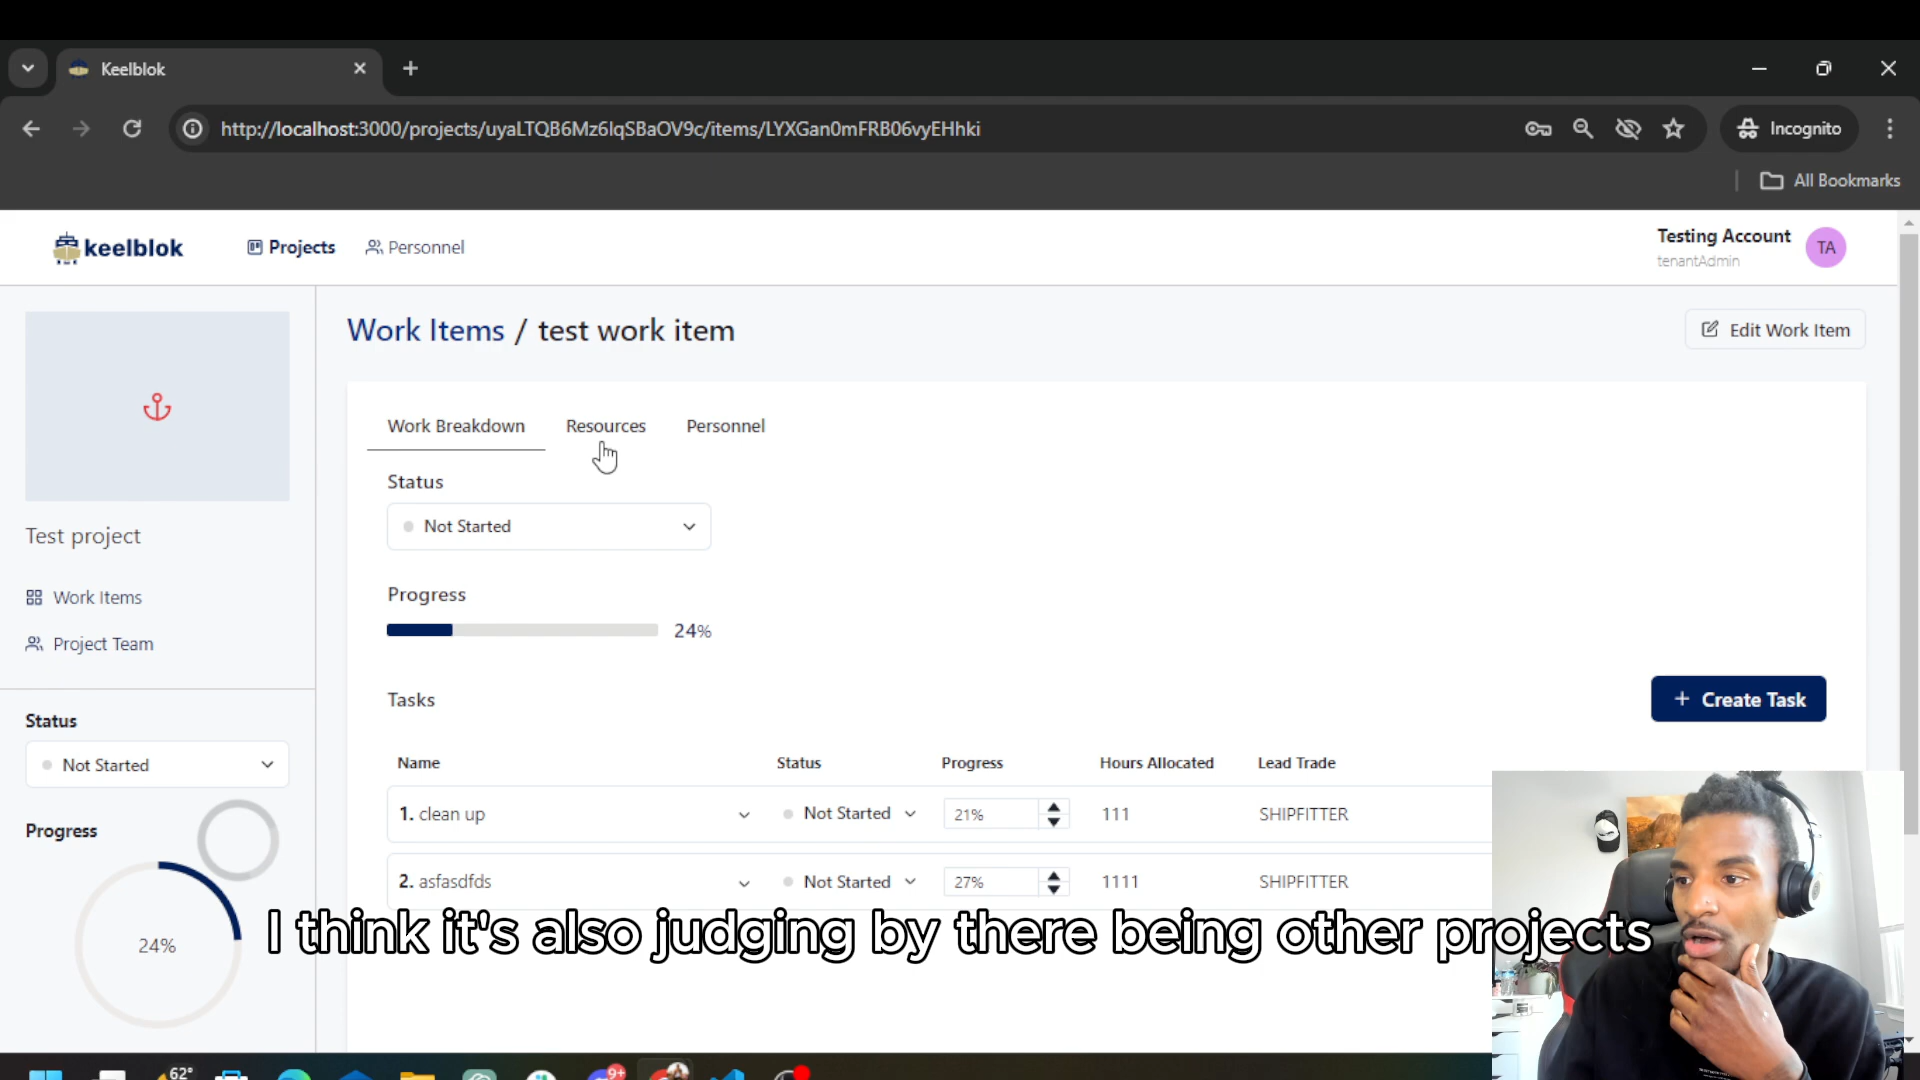 Keelblok
http://localhost:3000/projects/uyaLTQB6Mz6IqSBaOV9c/items/LYXGan0mFRB06vyEHhki
Incognito
All Bookmarks
keelblok
Projects
Personnel
Testing Account
tenantAdmin
TA
Work Items / test work item
Edit Work Item
Work Breakdown
Resources
Personnel
Status
Not Started
Test project
Progress
24%
Work Items
Project Team
Tasks
+ Create Task
Status
Not Started
Name
Status
Progress
Hours Allocated
Lead Trade
1. clean up
Not Started
21%
111
SHIPFITTER
Progress
24%
2. asfasdfds
Not Started
27%
1111
SHIPFITTER
I think it's also judging by there being other projects
62°
9+